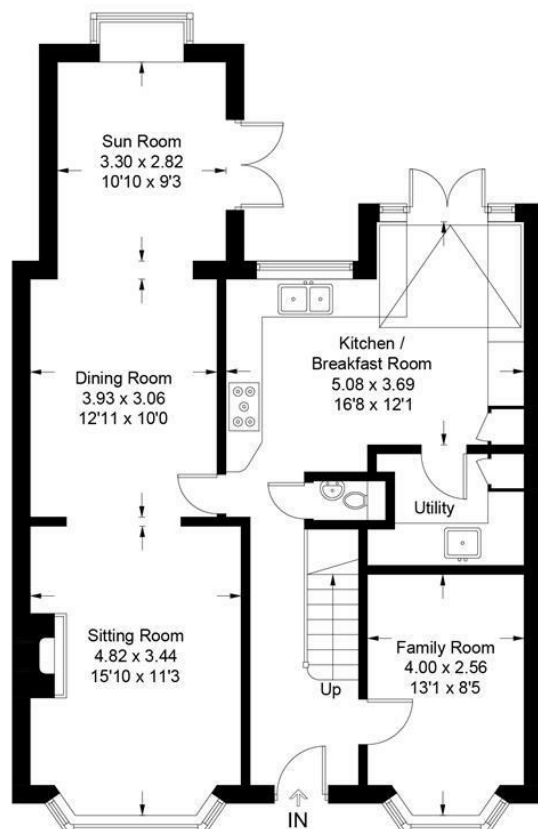 Sun Room
3.30 x 2.82
10'10 x 9'3
Kitchen /
Breakfast Room
5.08 x 3.69
16'8 x 12'1
Dining Room
3.93 x 3.06
12'11 x 10'0
Utility
Sitting Room
4.82 x 3.44
15'10 x 11'3
Up
Family Room
4.00 x 2.56
13'1 x 8'5
IN